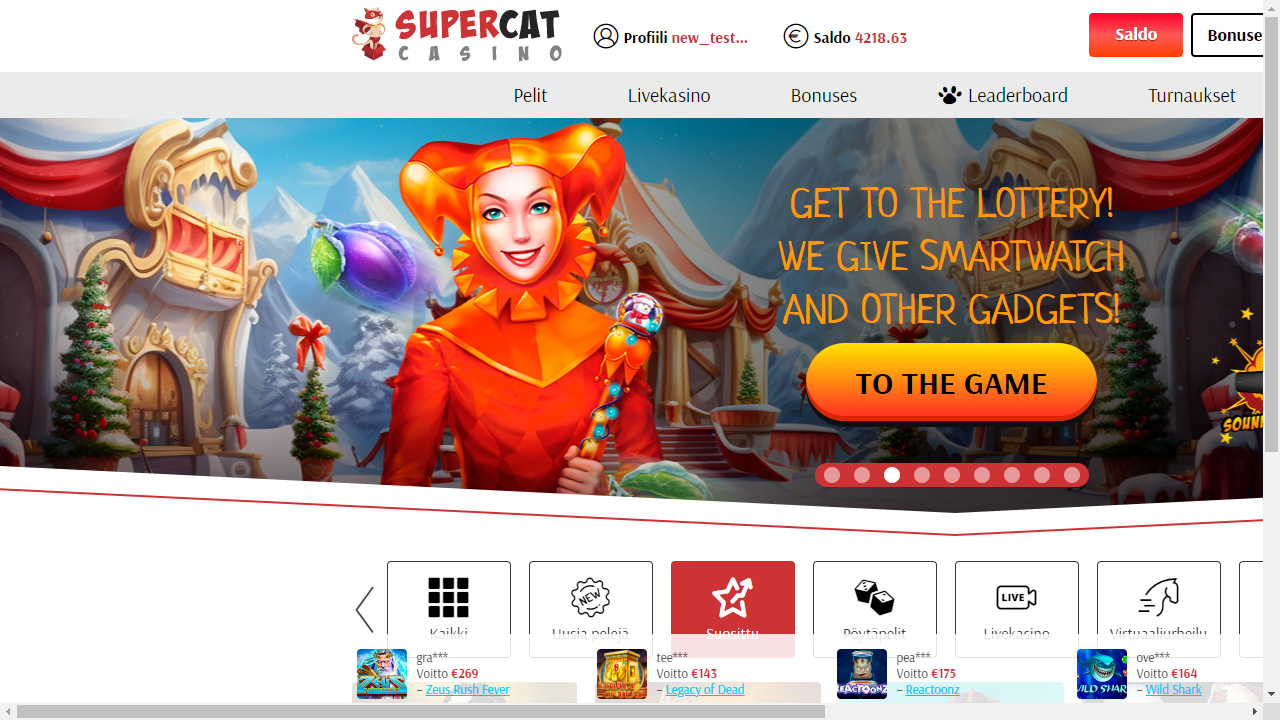 SUPERCAT
CASINO
Profiili new_test...
Saldo 4218.63
Saldo
Bonuse
Pelit
Livekasino
Bonuses
Leaderboard
Turnaukset
GET TO THE LOTTERY!
WE GIVE SMARTWATCH
AND OTHER GADGETS!
TO THE GAME
Kaikki
NEW
Uusia pelejä
Suosittu
Pöytäpelit
LIVE
Livekasino
Virtuaaliurheilu
gra***
Voitto €269
– Zeus Rush Fever
tee***
Voitto €143
– Legacy of Dead
REACTOONZ
pea***
Voitto €175
– Reactoonz
WILD SHARK
ove***
Voitto €164
– Wild Shark